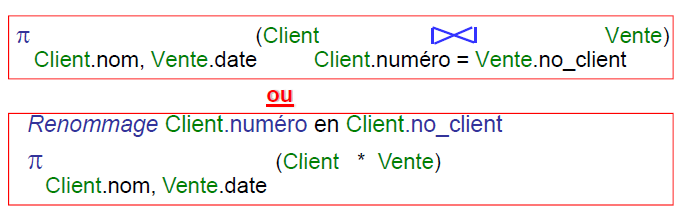 π (Client ⋈ Vente)
Client.nom, Vente.date Client.numéro = Vente.no_client
ou
Renommage Client.numéro en Client.no_client
π (Client * Vente)
Client.nom, Vente.date